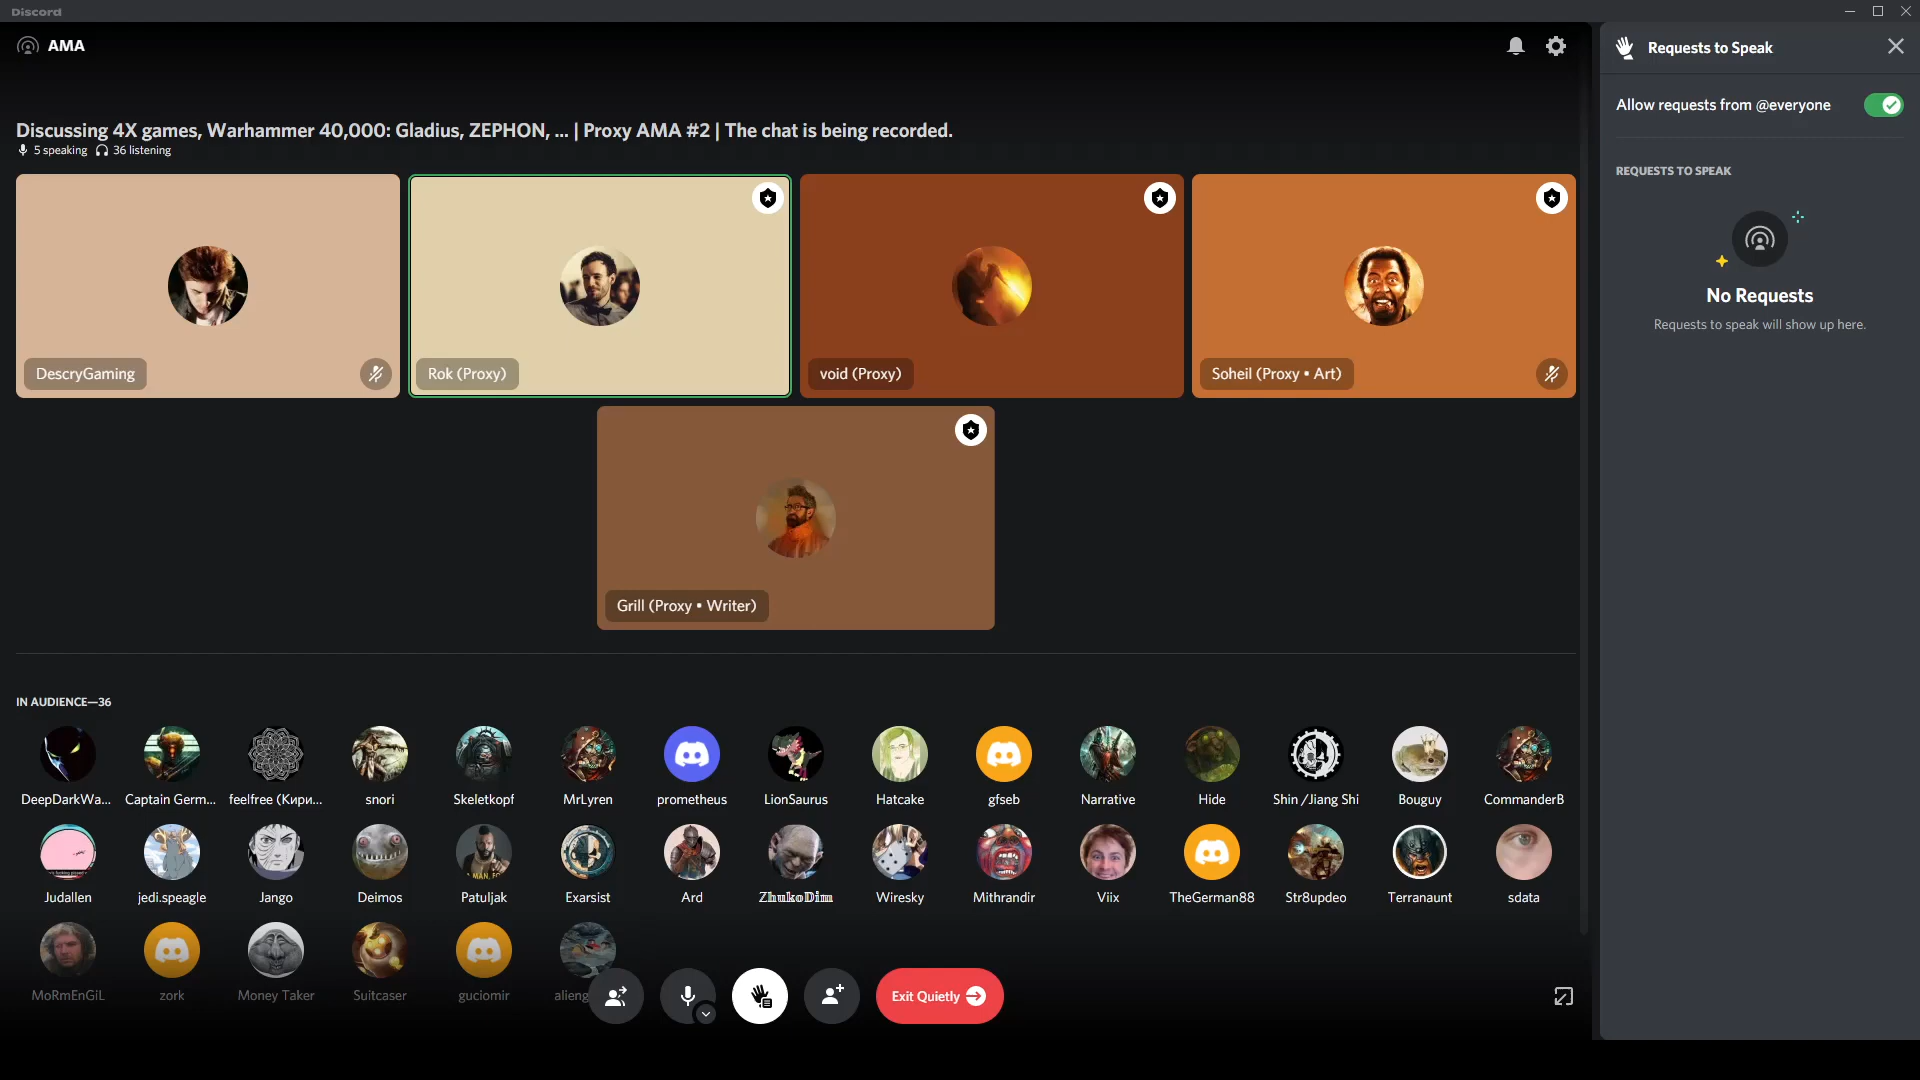 Discord
AMA
Discussing 4X games, Warhammer 40,000: Gladius, ZEPHON, ... | Proxy AMA #2 | The chat is being recorded.
5 speaking 36 listening
DescryGaming
Rok (Proxy)
void (Proxy)
Soheil (Proxy • Art)
Grill (Proxy • Writer)
IN AUDIENCE—36
DeepDarkWa... Captain Germ... feelfree (Кири... snori Skeletkopf MrLyren prometheus LionSaurus Hatcake gfseb Narrative Hide Shin /Jiang Shi Bouguy CommanderB
Judallen jedi.speagle Jango Deimos Patuljak Exarsist Ard ZhukoDim Wiresky Mithrandir Viix TheGerman88 Str8updeo Terranaunt sdata
MoRmEnGiL zork Money Taker Suitcaser guciomir alieng
Exit Quietly
Requests to Speak
Allow requests from @everyone
REQUESTS TO SPEAK
No Requests
Requests to speak will show up here.